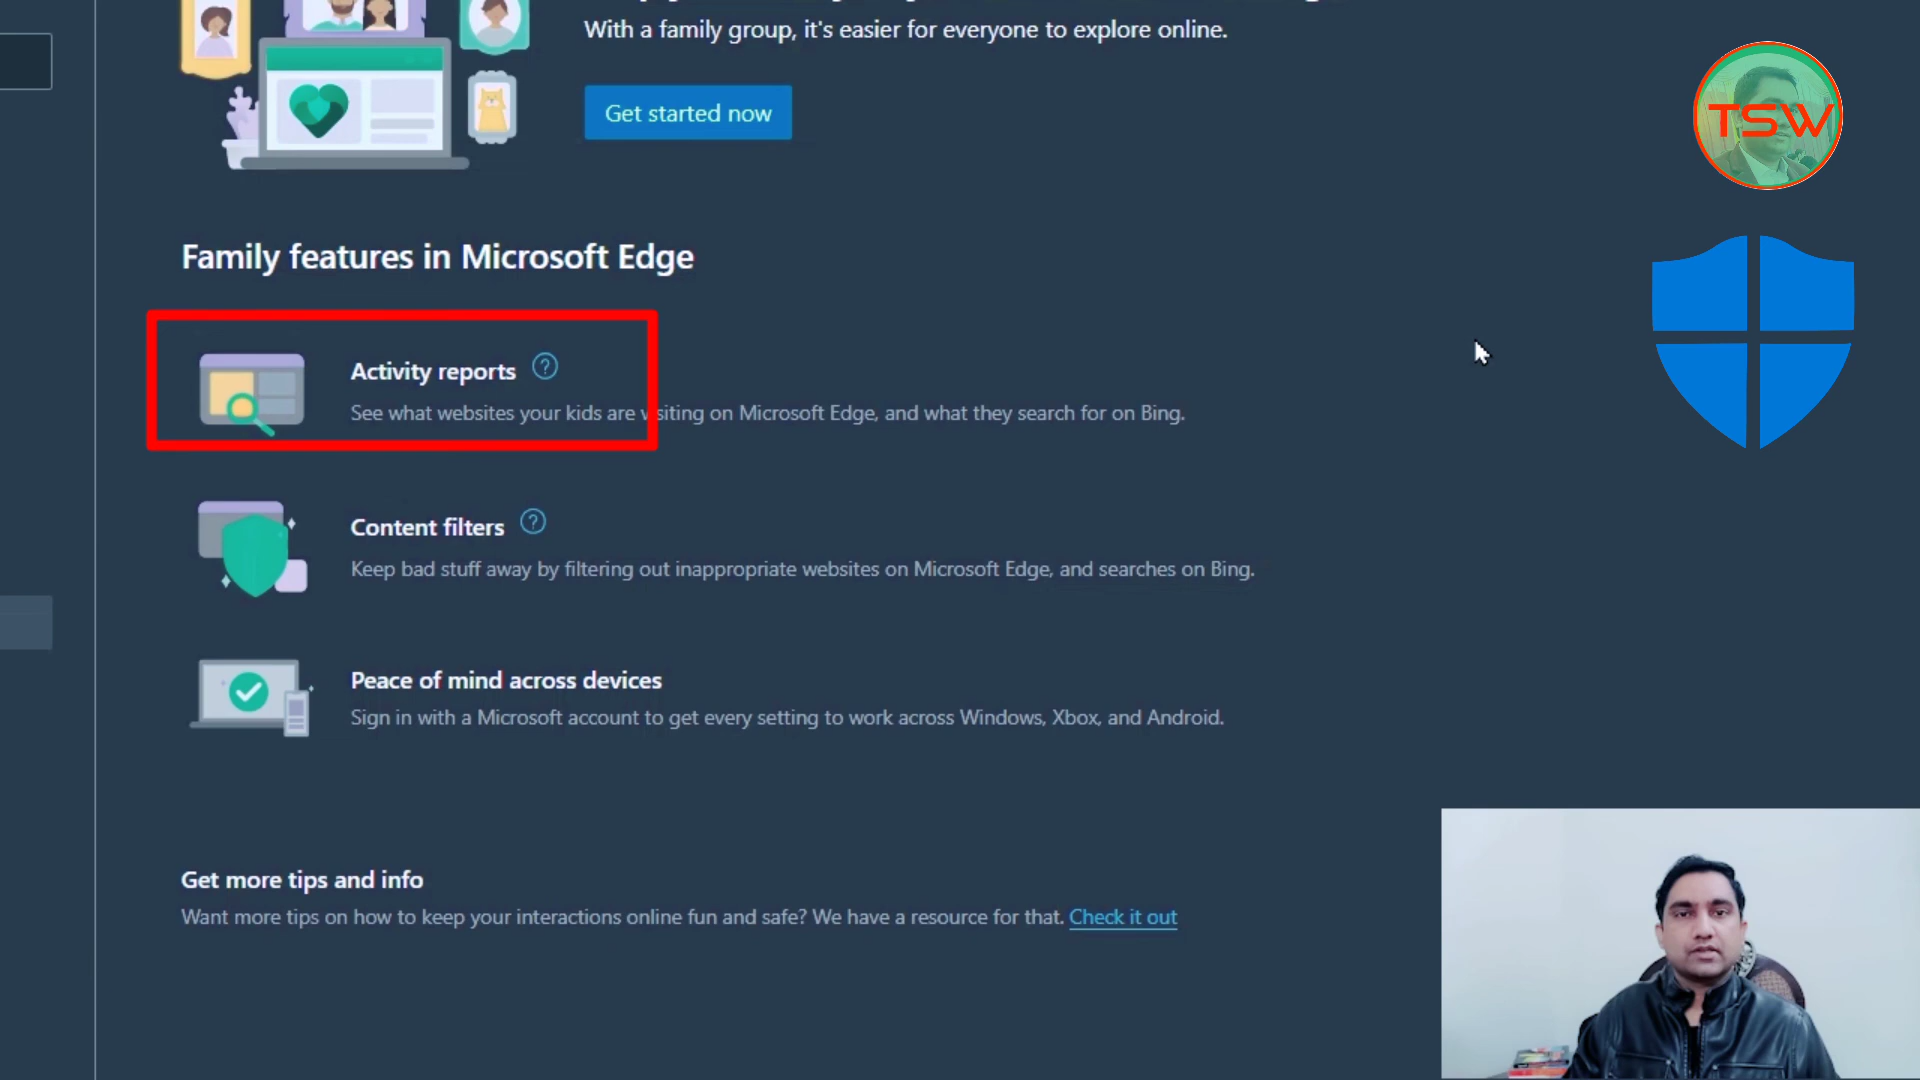 With a family group, it's easier for everyone to explore online.
Get started now
TSW
Family features in Microsoft Edge
Activity reports
See what websites your kids are visiting on Microsoft Edge, and what they search for on Bing.
Content filters
Keep bad stuff away by filtering out inappropriate websites on Microsoft Edge, and searches on Bing.
Peace of mind across devices
Sign in with a Microsoft account to get every setting to work across Windows, Xbox, and Android.
Get more tips and info
Want more tips on how to keep your interactions online fun and safe? We have a resource for that. Check it out